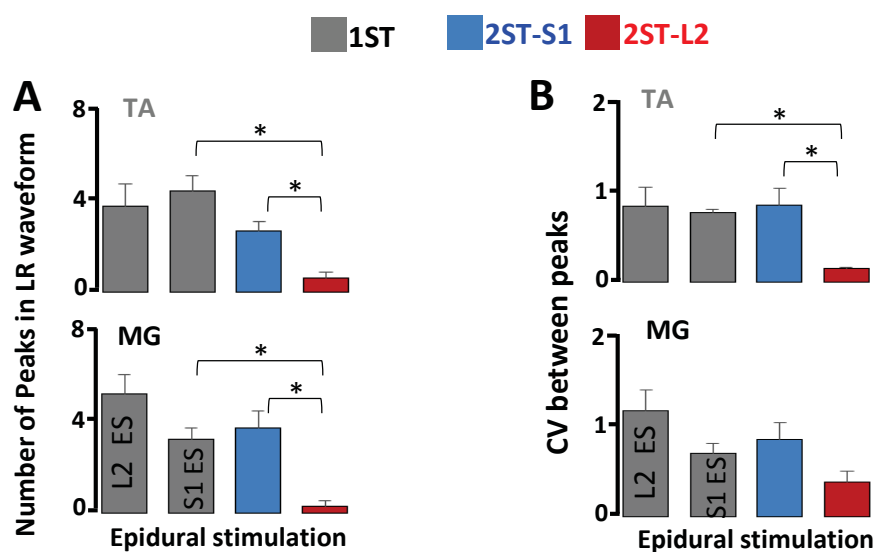 1ST 2ST-S1 2ST-L2
A
Number of Peaks in LR waveform
8
TA
*
*
4
0
8
MG
*
*
4
L2 ES
S1 ES
0
Epidural stimulation
B
CV between peaks
2
TA
*
*
1
0
2
MG
1
L2 ES
S1 ES
0
Epidural stimulation